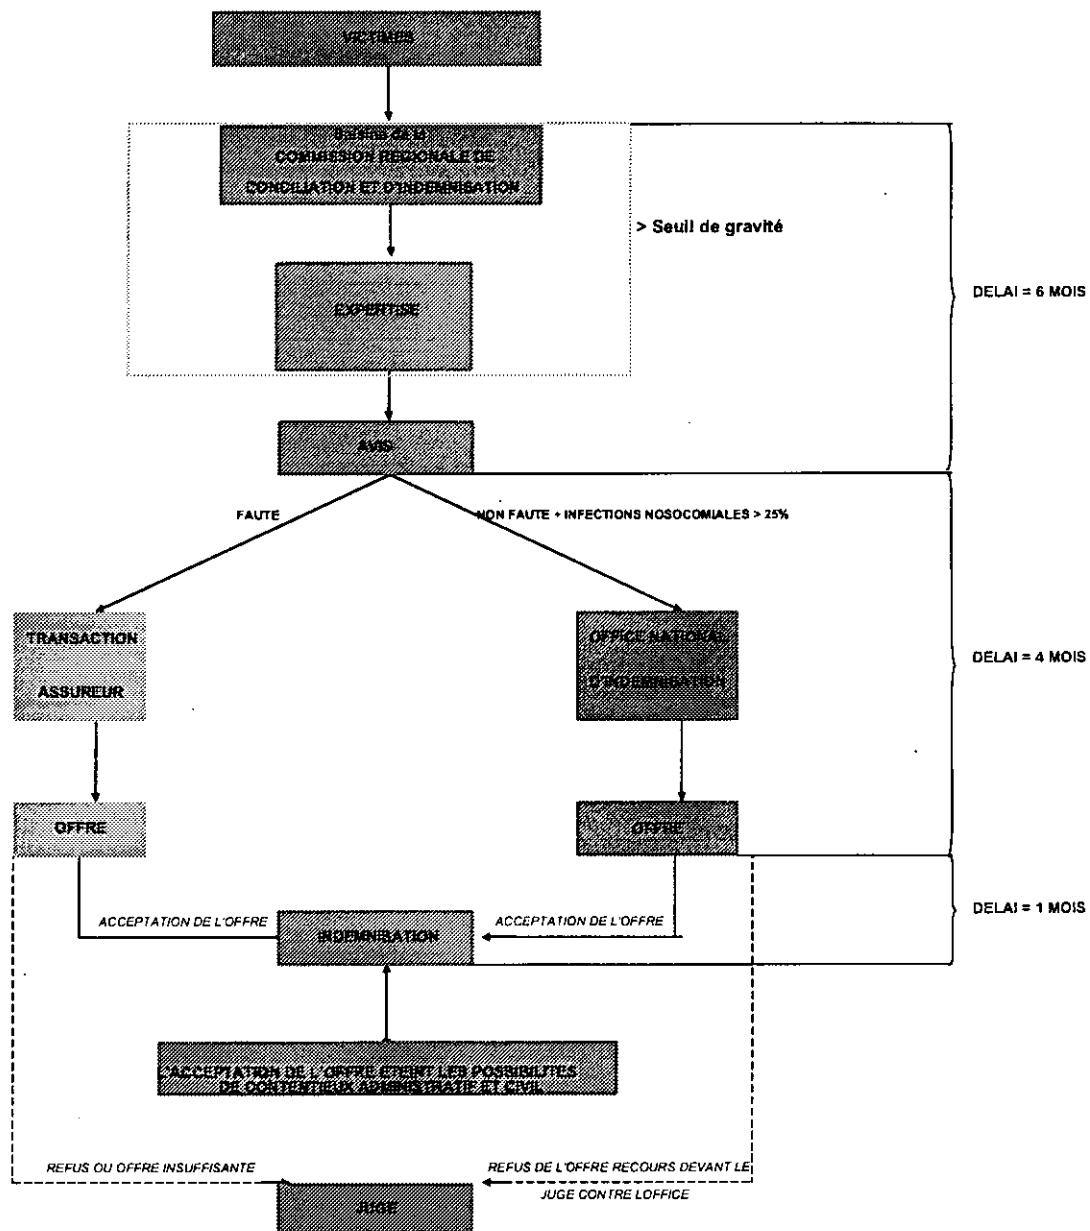 VICTIMES
Saisine de la
COMMISSION REGIONALE DE
CONCILIATION ET D'INDEMNISATION
> Seuil de gravité
DELAI = 6 MOIS
EXPERTISE
AVIS
FAUTE
NON FAUTE + INFECTIONS NOSOCOMIALES > 25%
TRANSACTION
ASSUREUR
OFFICE NATIONAL
D'INDEMNISATION
DELAI = 4 MOIS
OFFRE
OFFRE
ACCEPTATION DE L'OFFRE
ACCEPTATION DE L'OFFRE
INDEMNISATION
DELAI = 1 MOIS
L'ACCEPTATION DE L'OFFRE ETEINT LES POSSIBILITES
DE CONTENTIEUX ADMINISTRATIF ET CIVIL
REFUS OU OFFRE INSUFFISANTE
REFUS DE L'OFFRE RECOURS DEVANT LE
JUGE CONTRE LOFFICE
JUGE